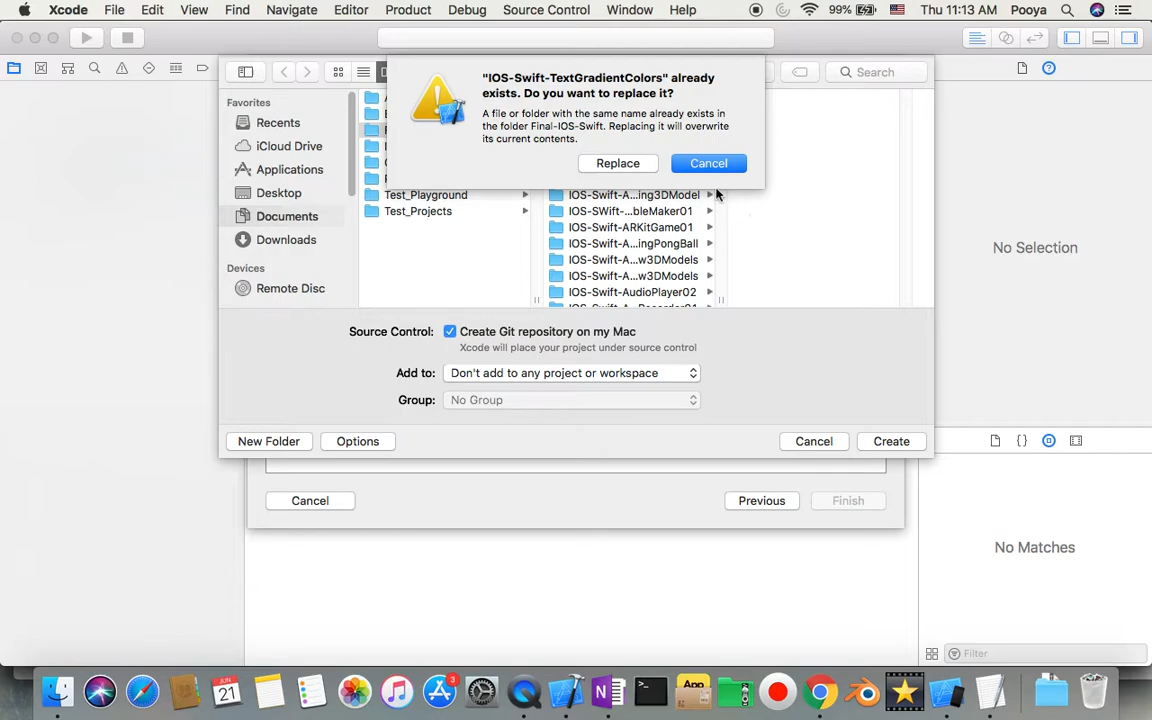 Xcode File Edit View Find Navigate Editor Product Debug Source Control Window Help 99% Thu 11:13 AM Pooya
Search
"IOS-Swift-TextGradientColors" already
exists. Do you want to replace it?
A file or folder with the same name already exists in
the folder Final-IOS-Swift. Replacing it will overwrite
its current contents.
Replace Cancel
Favorites
Recents
iCloud Drive
Applications
Desktop
Documents
Downloads
Devices
Remote Disc
Test_Playground
Test_Projects
IOS-Swift-A...ing3DModel
IOS-SWift-...bleMaker01
IOS-Swift-ARKitGame01
IOS-Swift-A...ingPongBall
IOS-Swift-A...w3DModels
IOS-Swift-A...w3DModels
IOS-Swift-AudioPlayer02
No Selection
Source Control: Create Git repository on my Mac
Xcode will place your project under source control
Add to: Don't add to any project or workspace
Group: No Group
New Folder Options Cancel Create
Cancel Previous Finish
No Matches
Filter
JUN
21
3
App